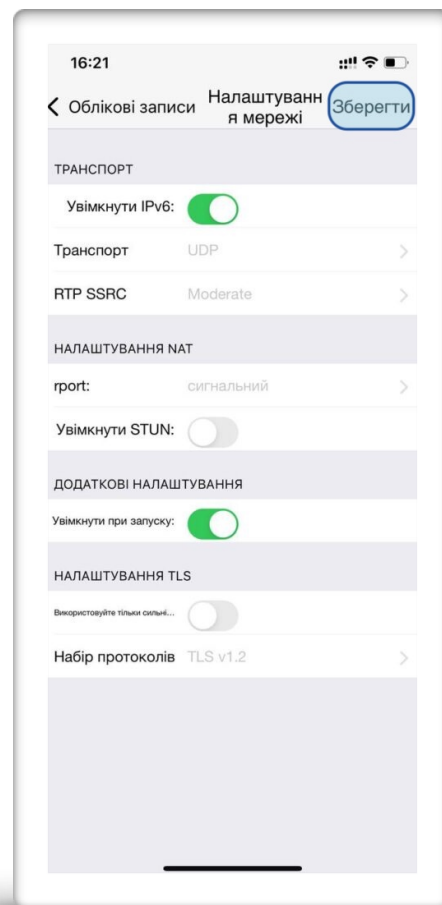 16:21
Облікові записи
Налаштуванн
я мережі
Зберегти
ТРАНСПОРТ
Увімкнути IPv6:
Транспорт UDP
RTP SSRC Moderate
НАЛАШТУВАННЯ NAT
rport: сигнальний
Увімкнути STUN:
ДОДАТКОВІ НАЛАШТУВАННЯ
Увімкнути при запуску:
НАЛАШТУВАННЯ TLS
Використовуйте тільки сильні...
Набір протоколів TLS v1.2